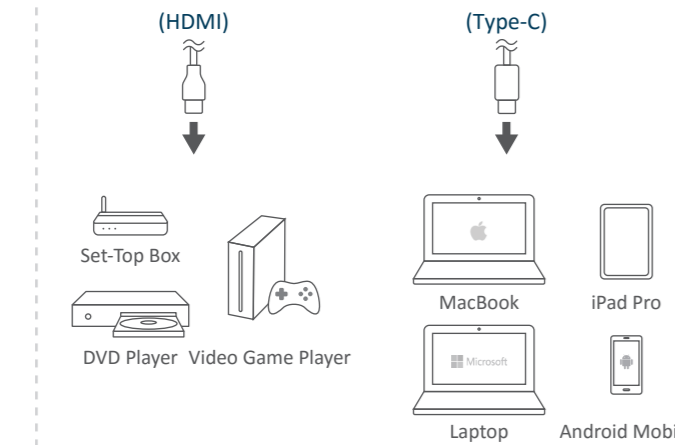 (HDMI)
(Type-C)
Set-Top Box
DVD Player
Video Game Player
MacBook
iPad Pro
Microsoft
Laptop
Android Mobi